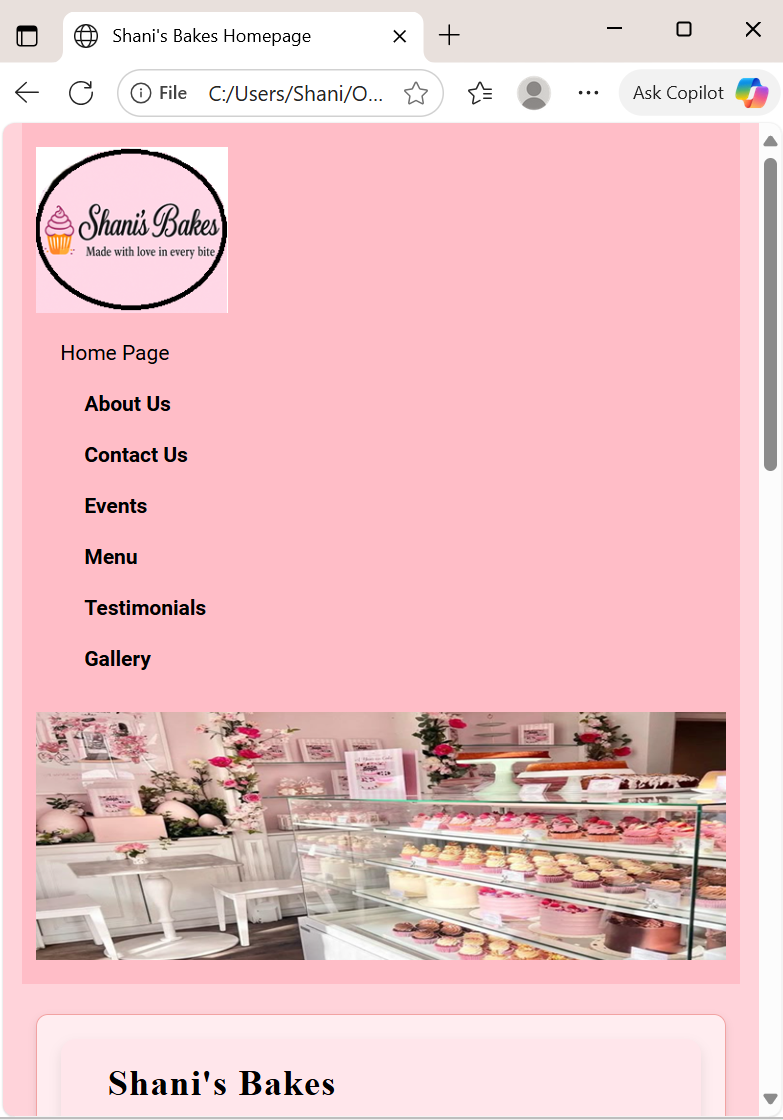 Shani's Bakes Homepage
File C:/Users/Shani/O... Ask Copilot
Shani's Bakes
Made with love in every bite
Home Page
About Us
Contact Us
Events
Menu
Testimonials
Gallery
Shani's Bakes